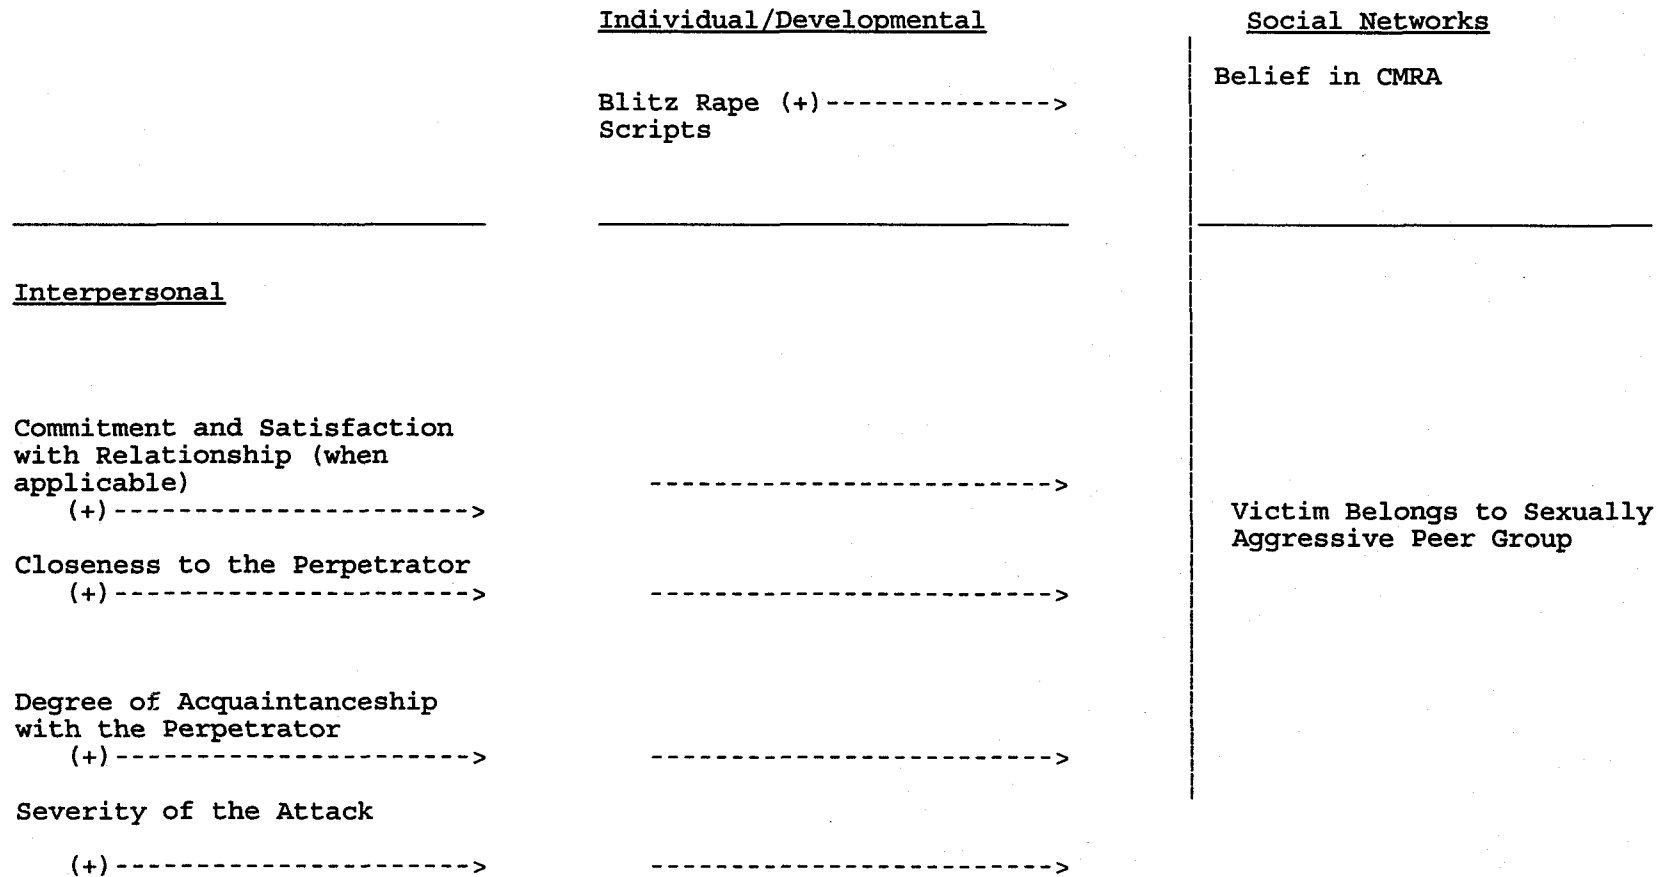 Individual/Developmental
Social Networks
Belief in CMRA
Blitz Rape (+)-------------->
Scripts
Interpersonal
Commitment and Satisfaction
with Relationship (when
applicable)
------------------------->
(+)---------------------->
Victim Belongs to Sexually
Aggressive Peer Group
Closeness to the Perpetrator
(+)---------------------->
------------------------->
Degree of Acquaintanceship
with the Perpetrator
(+)---------------------->
------------------------->
Severity of the Attack
(+)---------------------->
------------------------->